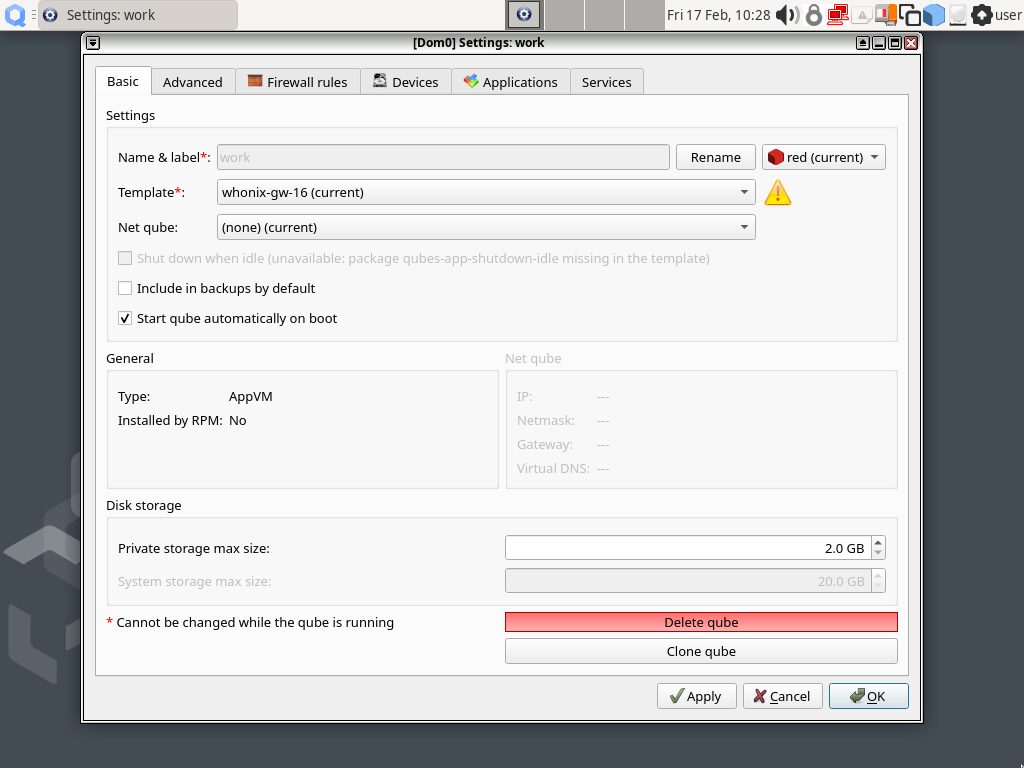 Settings: work
Fri 17 Feb, 10:28
user
[Dom0] Settings: work
Basic
Advanced
Firewall rules
Devices
Applications
Services
Settings
Name & label*:
work
Rename
red (current)
Template*:
whonix-gw-16 (current)
Net qube:
(none) (current)
Shut down when idle (unavailable: package qubes-app-shutdown-idle missing in the template)
Include in backups by default
Start qube automatically on boot
General
Type: AppVM
Installed by RPM: No
Net qube
IP: ---
Netmask: ---
Gateway: ---
Virtual DNS: ---
Disk storage
Private storage max size: 2.0 GB
System storage max size: 20.0 GB
* Cannot be changed while the qube is running
Delete qube
Clone qube
Apply
Cancel
OK